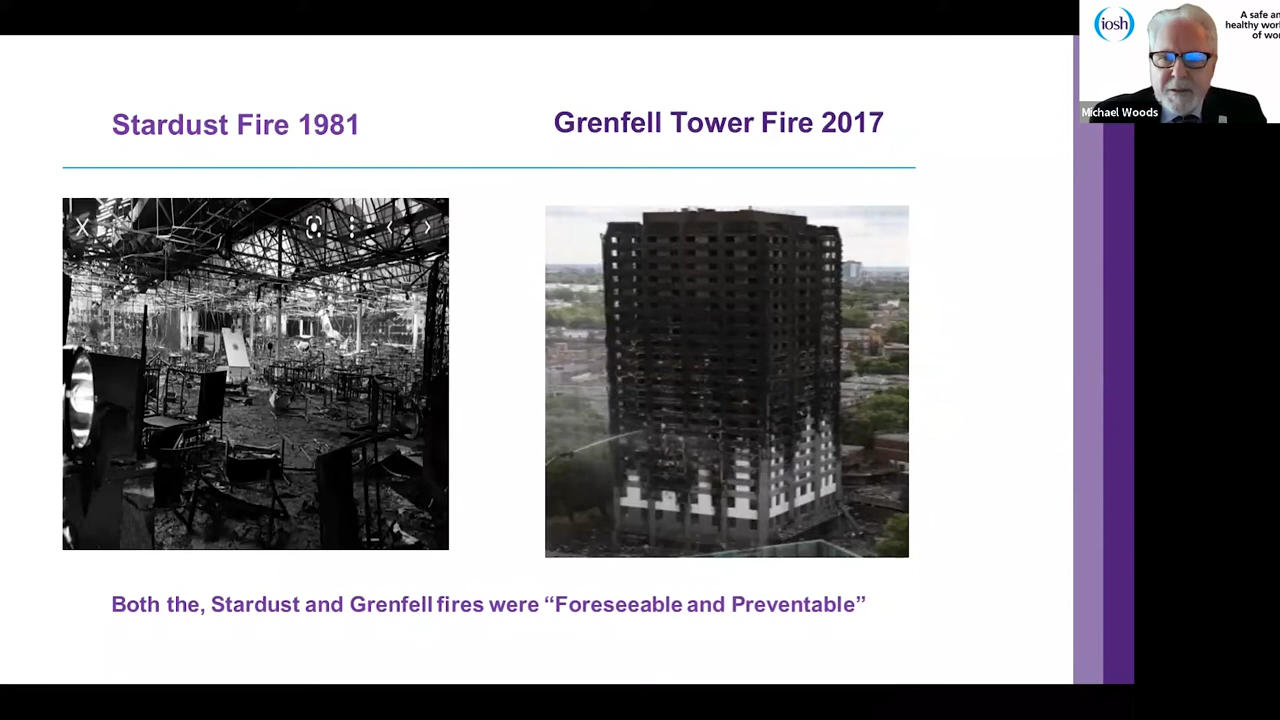 Stardust Fire 1981
Grenfell Tower Fire 2017
Both the, Stardust and Grenfell fires were “Foreseeable and Preventable”
iosh
A safe an
healthy worl
of wor
Michael Woods